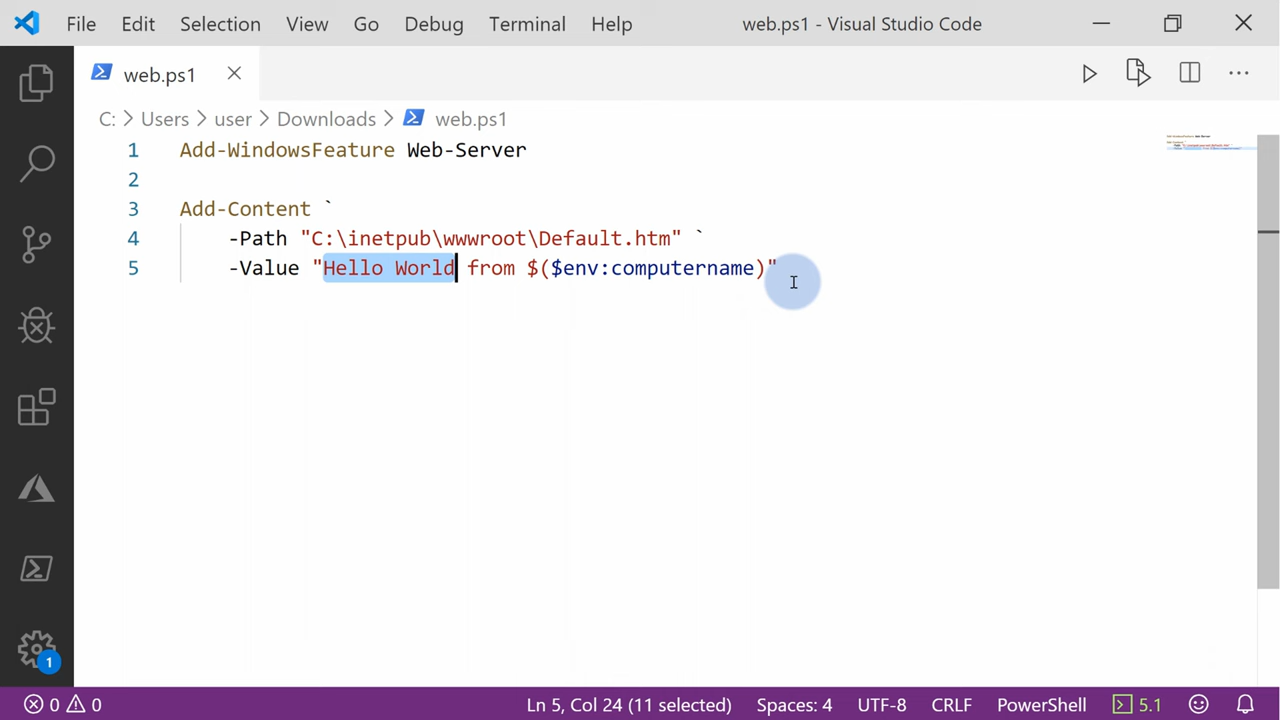 File Edit Selection View Go Debug Terminal Help web.ps1 - Visual Studio Code
web.ps1
C: > Users > user > Downloads > web.ps1
1 Add-WindowsFeature Web-Server
2
3 Add-Content `
4 -Path "C:\inetpub\wwwroot\Default.htm" `
5 -Value "Hello World from $($env:computername)"
1
0 0 Ln 5, Col 24 (11 selected) Spaces: 4 UTF-8 CRLF PowerShell 5.1